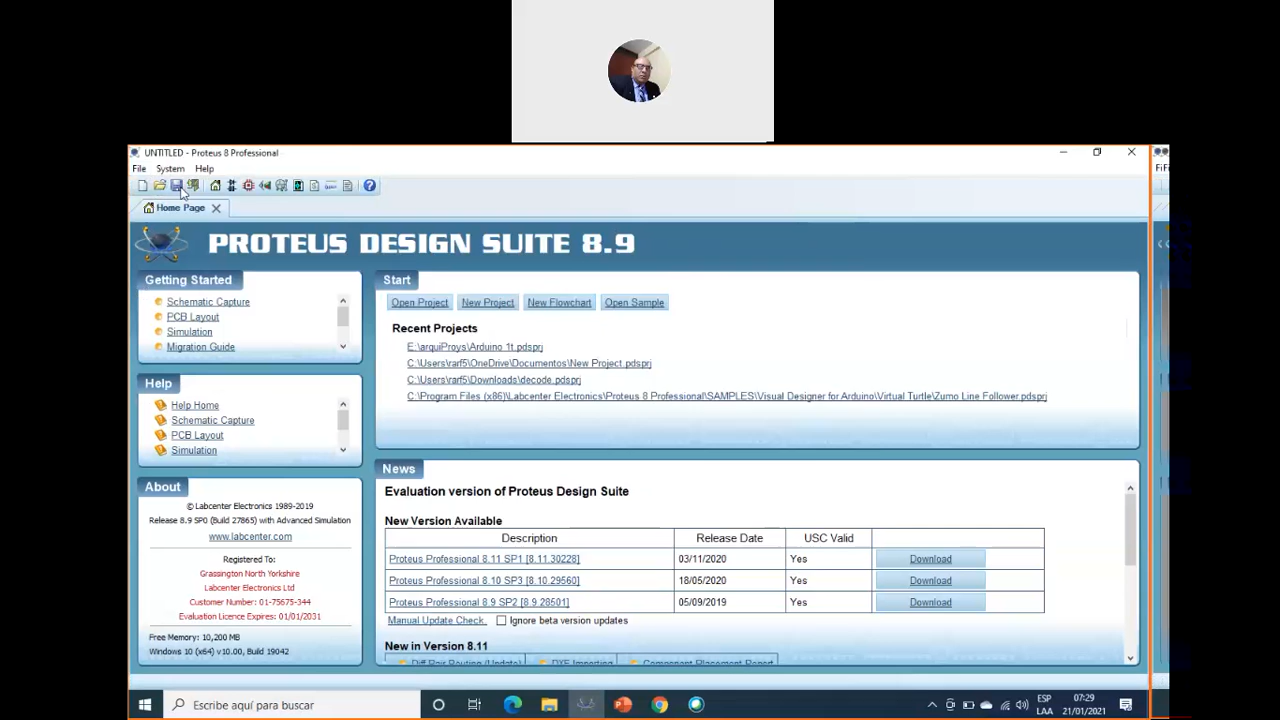 UNTITLED - Proteus 8 Professional
File System Help
FiFi
Home Page
PROTEUS DESIGN SUITE 8.9
Getting Started
Schematic Capture
PCB Layout
Simulation
Migration Guide
Help
Help Home
Schematic Capture
PCB Layout
Simulation
About
© Labcenter Electronics 1989-2019
Release 8.9 SP0 (Build 27865) with Advanced Simulation
www.labcenter.com
Registered To:
Grassington North Yorkshire
Labcenter Electronics Ltd
Customer Number: 01-75675-344
Evaluation Licence Expires: 01/01/2031
Free Memory: 10,200 MB
Windows 10 (x64) v10.00, Build 19042
Start
Open Project New Project New Flowchart Open Sample
Recent Projects
E:\arquiProys\Arduino 1t.pdsprj
C:\Users\rarf5\OneDrive\Documentos\New Project.pdsprj
C:\Users\rarf5\Downloads\decode.pdsprj
C:\Program Files (x86)\Labcenter Electronics\Proteus 8 Professional\SAMPLES\Visual Designer for Arduino\Virtual Turtle\Zumo Line Follower.pdsprj
News
Evaluation version of Proteus Design Suite
New Version Available
Description Release Date USC Valid
Proteus Professional 8.11 SP1 [8.11.30228] 03/11/2020 Yes Download
Proteus Professional 8.10 SP3 [8.10.29560] 18/05/2020 Yes Download
Proteus Professional 8.9 SP2 [8.9.28501] 05/09/2019 Yes Download
Manual Update Check. Ignore beta version updates
New in Version 8.11
Diff Pair Routing (Update) DXF Importing Component Placement Report
Escribe aquí para buscar
ESP
LAA
07:29
21/01/2021